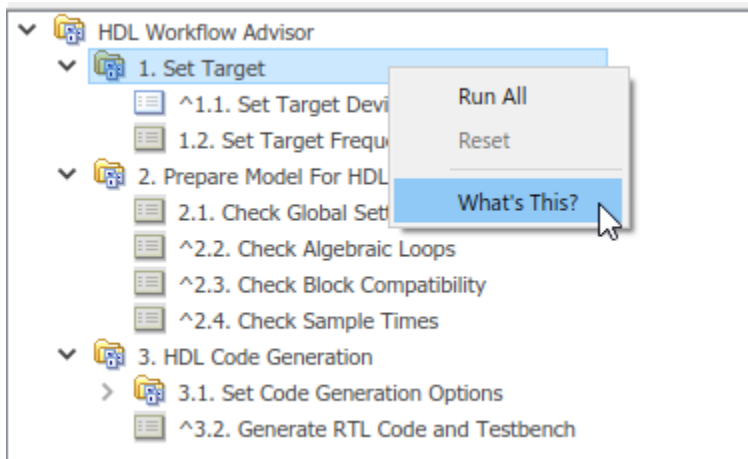 HDL Workflow Advisor
1. Set Target
^1.1. Set Target Devi
Run All
1.2. Set Target Frequ
Reset
2. Prepare Model For HDL
What's This?
2.1. Check Global Set
^2.2. Check Algebraic Loops
^2.3. Check Block Compatibility
^2.4. Check Sample Times
3. HDL Code Generation
3.1. Set Code Generation Options
^3.2. Generate RTL Code and Testbench